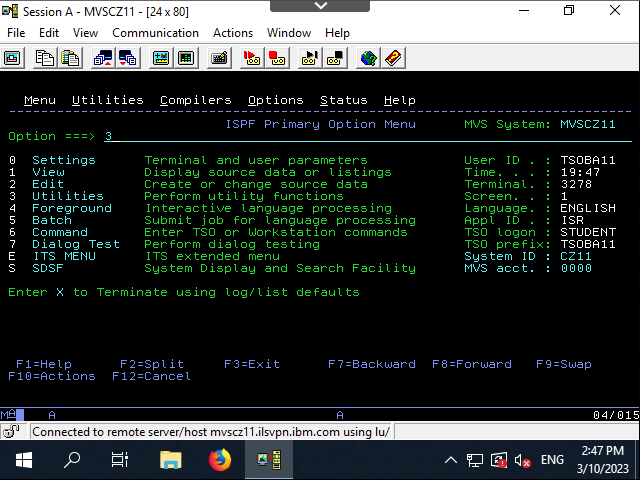 Session A - MVSCZ11 - [24 x 80]
File Edit View Communication Actions Window Help
Menu Utilities Compilers Options Status Help
ISPF Primary Option Menu MVS System: MVSCZ11
Option ===> 3
0 Settings Terminal and user parameters User ID . : TSOBA11
1 View Display source data or listings Time. . . : 19:47
2 Edit Create or change source data Terminal. : 3278
3 Utilities Perform utility functions Screen. . : 1
4 Foreground Interactive language processing Language. : ENGLISH
5 Batch Submit job for language processing Appl ID . : ISR
6 Command Enter TSO or Workstation commands TSO logon : STUDENT
7 Dialog Test Perform dialog testing TSO prefix: TSOBA11
E ITS MENU ITS extended menu System ID : CZ11
S SDSF System Display and Search Facility MVS acct. : 0000
Enter X to Terminate using log/list defaults
F1=Help F2=Split F3=Exit F7=Backward F8=Forward F9=Swap
F10=Actions F12=Cancel
MA A A 04/015
Connected to remote server/host mvscz11.ilsvpn.ibm.com using lu/
ENG
2:47 PM
3/10/2023